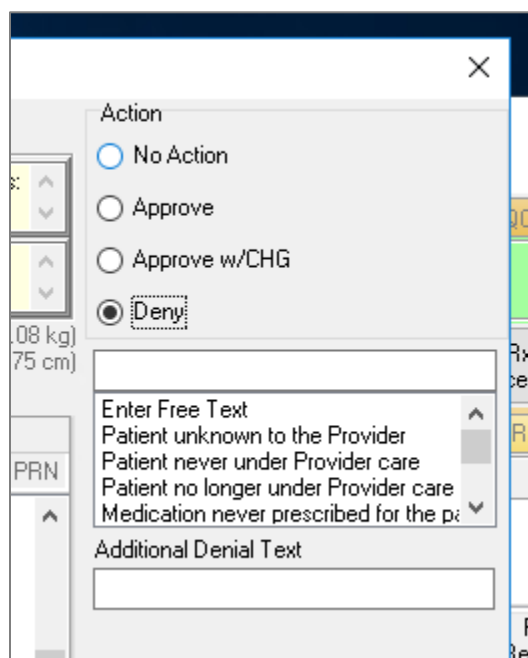 Action
No Action
Approve
Approve w/CHG
Deny
.08 kg)
75 cm)
PRN
Enter Free Text
Patient unknown to the Provider
Patient never under Provider care
Patient no longer under Provider care
Medication never prescribed for the pa
Additional Denial Text